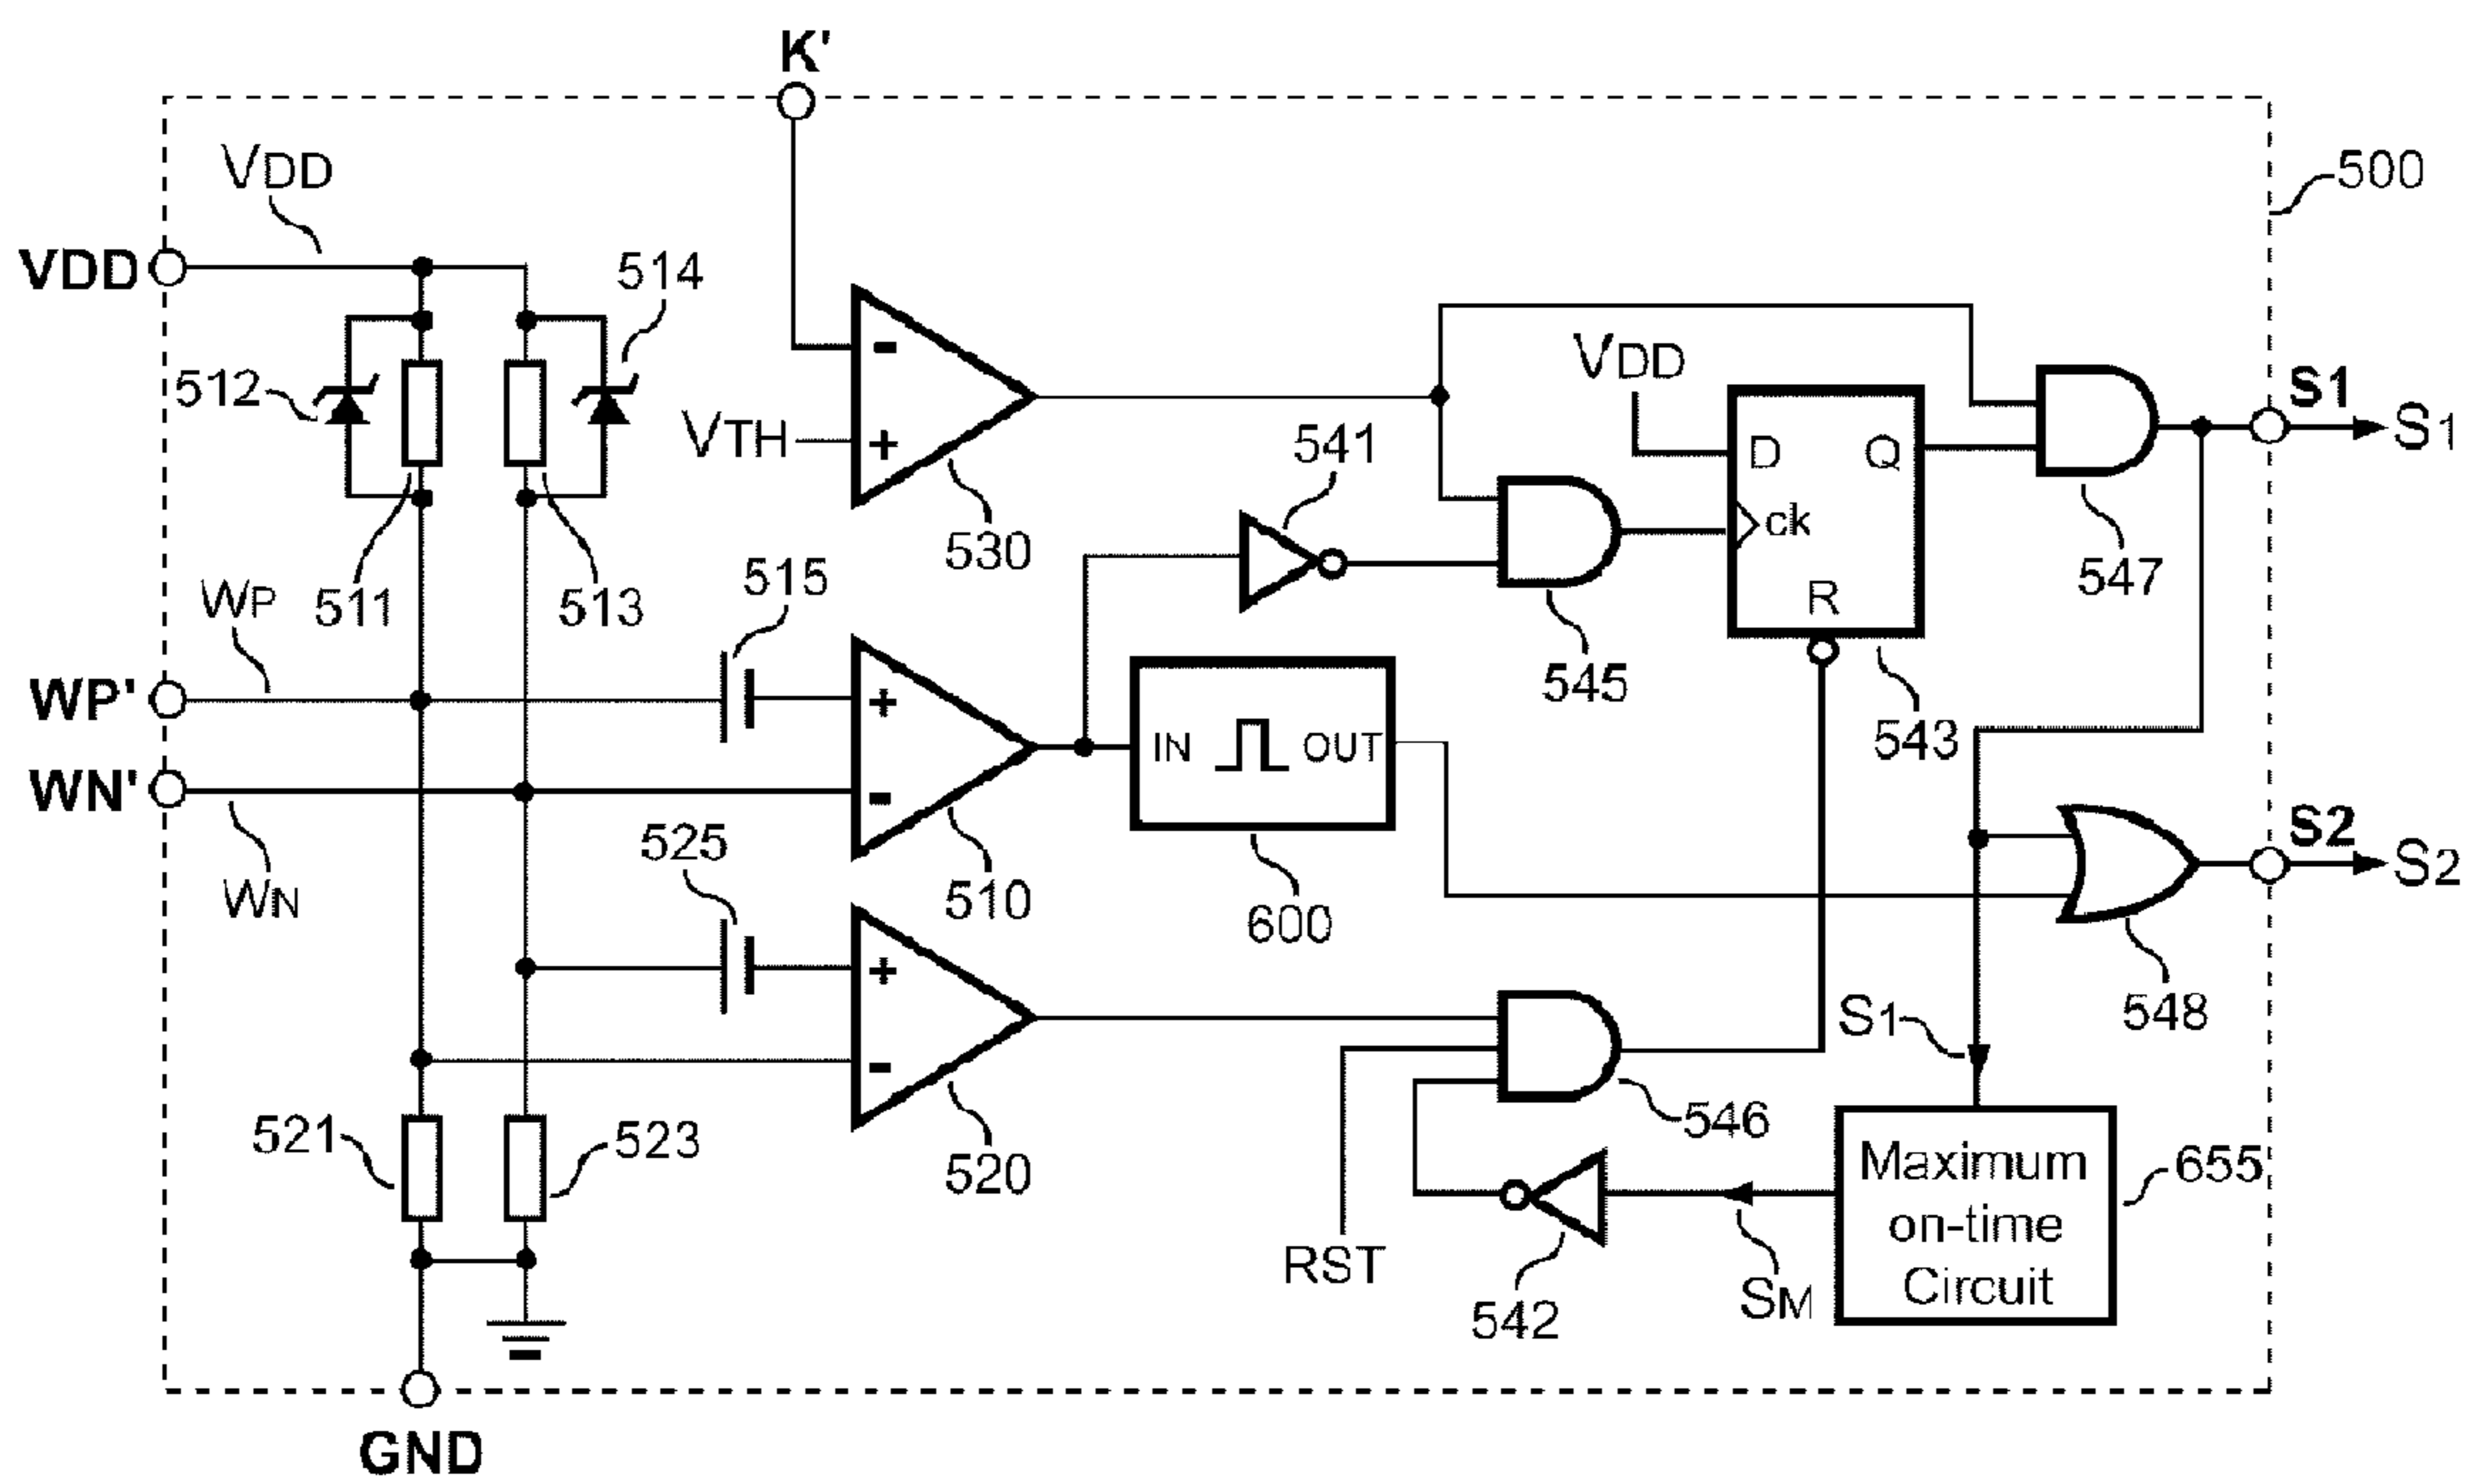 K'
VDD
500
VDD
514
512
VDD
S1
S1
VTH
-
+
D
Q
ck
R
541
530
515
WP
511
513
545
543
547
WP'
WN'
+
-
IN
OUT
525
510
600
WN
S2
S2
548
+
-
S1
546
521
523
520
Maximum
on-time
Circuit
655
RST
542
SM
GND